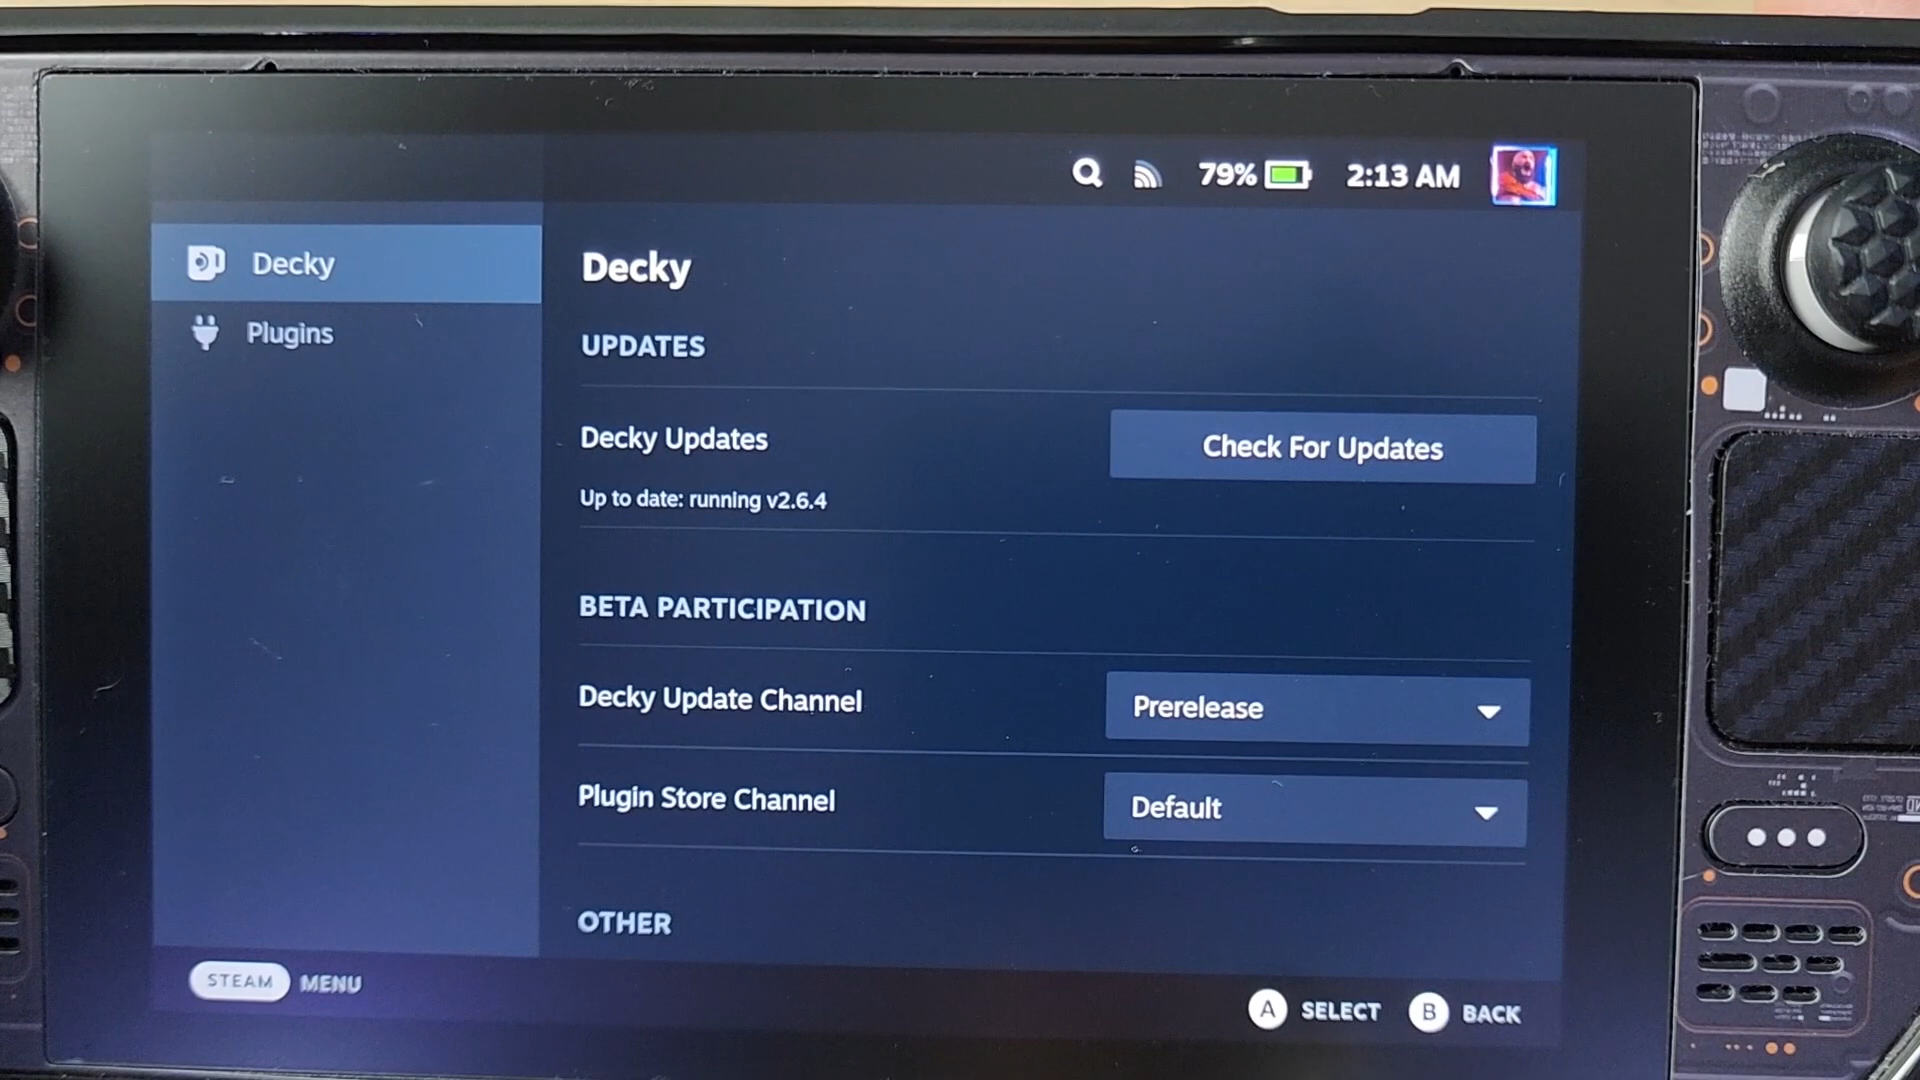 79%
2:13 AM
Decky
Plugins
Decky
UPDATES
Decky Updates
Check For Updates
Up to date: running v2.6.4
BETA PARTICIPATION
Decky Update Channel
Prerelease
Plugin Store Channel
Default
OTHER
STEAM MENU
A SELECT B BACK